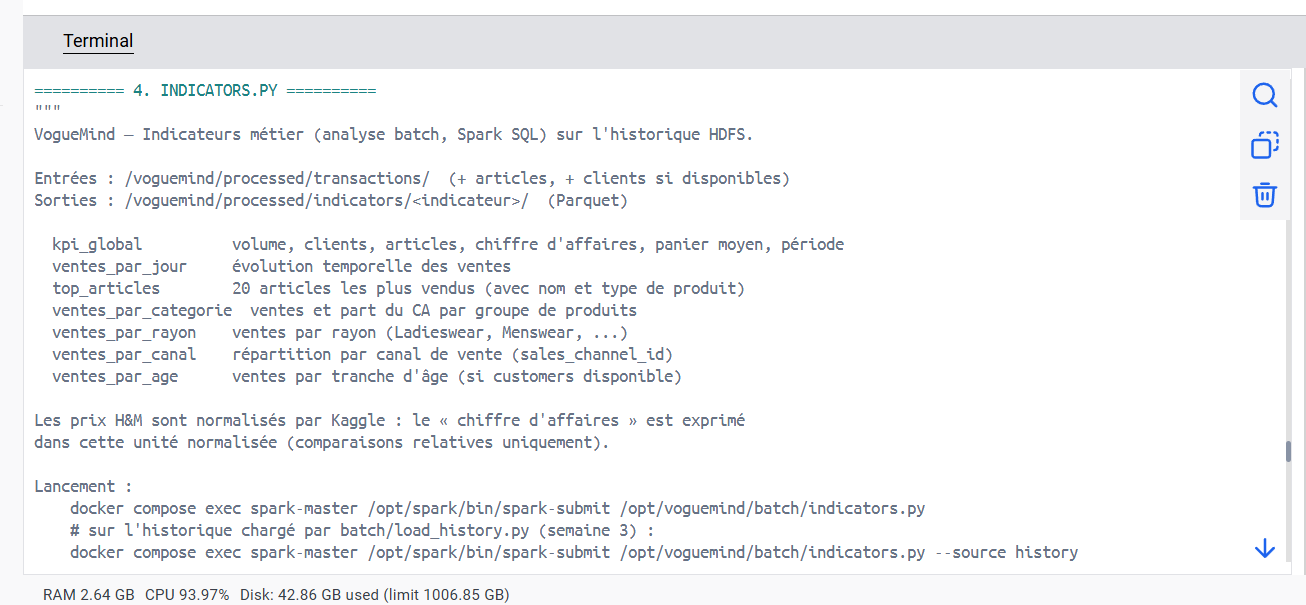 Terminal
========== 4. INDICATORS.PY ==========
"""
VogueMind — Indicateurs métier (analyse batch, Spark SQL) sur l'historique HDFS.
Entrées : /voguemind/processed/transactions/  (+ articles, + clients si disponibles)
Sorties : /voguemind/processed/indicators/<indicateur>/  (Parquet)
  kpi_global          volume, clients, articles, chiffre d'affaires, panier moyen, période
  ventes_par_jour     évolution temporelle des ventes
  top_articles        20 articles les plus vendus (avec nom et type de produit)
  ventes_par_categorie  ventes et part du CA par groupe de produits
  ventes_par_rayon    ventes par rayon (Ladieswear, Menswear, ...)
  ventes_par_canal    répartition par canal de vente (sales_channel_id)
  ventes_par_age      ventes par tranche d'âge (si customers disponible)
Les prix H&M sont normalisés par Kaggle : le « chiffre d'affaires » est exprimé
dans cette unité normalisée (comparaisons relatives uniquement).
Lancement :
    docker compose exec spark-master /opt/spark/bin/spark-submit /opt/voguemind/batch/indicators.py
    # sur l'historique chargé par batch/load_history.py (semaine 3) :
    docker compose exec spark-master /opt/spark/bin/spark-submit /opt/voguemind/batch/indicators.py --source history
RAM 2.64 GB CPU 93.97% Disk: 42.86 GB used (limit 1006.85 GB)